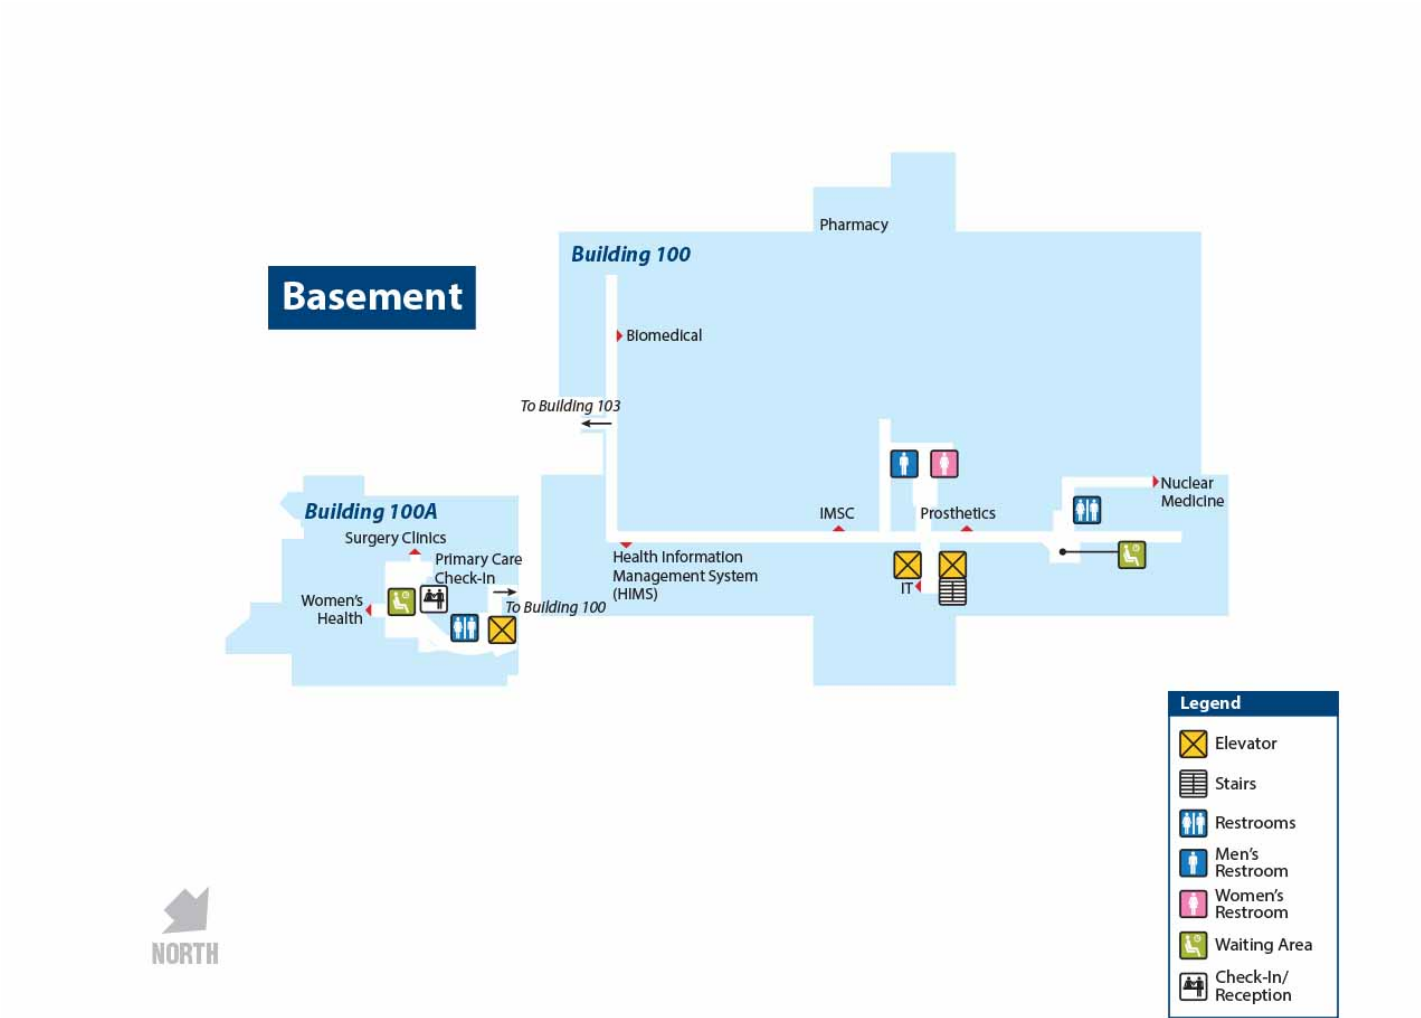 Pharmacy
Building 100
Basement
Biomedical
To Building 103
Nuclear
Medicine
Building 100A
IMSC
Prosthetics
Surgery Clinics
Primary Care
Check-In
Health Information
Management System
(HIMS)
IT
Women's
Health
To Building 100
Legend
Elevator
Stairs
Restrooms
Men's
Restroom
Women's
Restroom
Waiting Area
Check-In/
Reception
NORTH